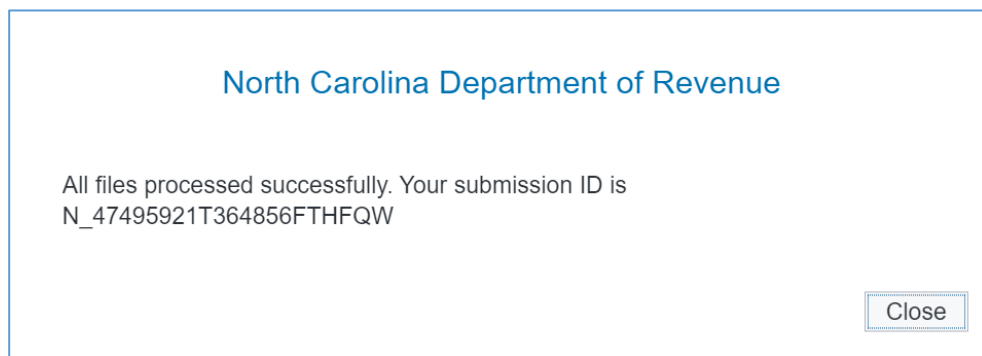 North Carolina Department of Revenue
All files processed successfully. Your submission ID is
N_47495921T364856FTHFQW
Close